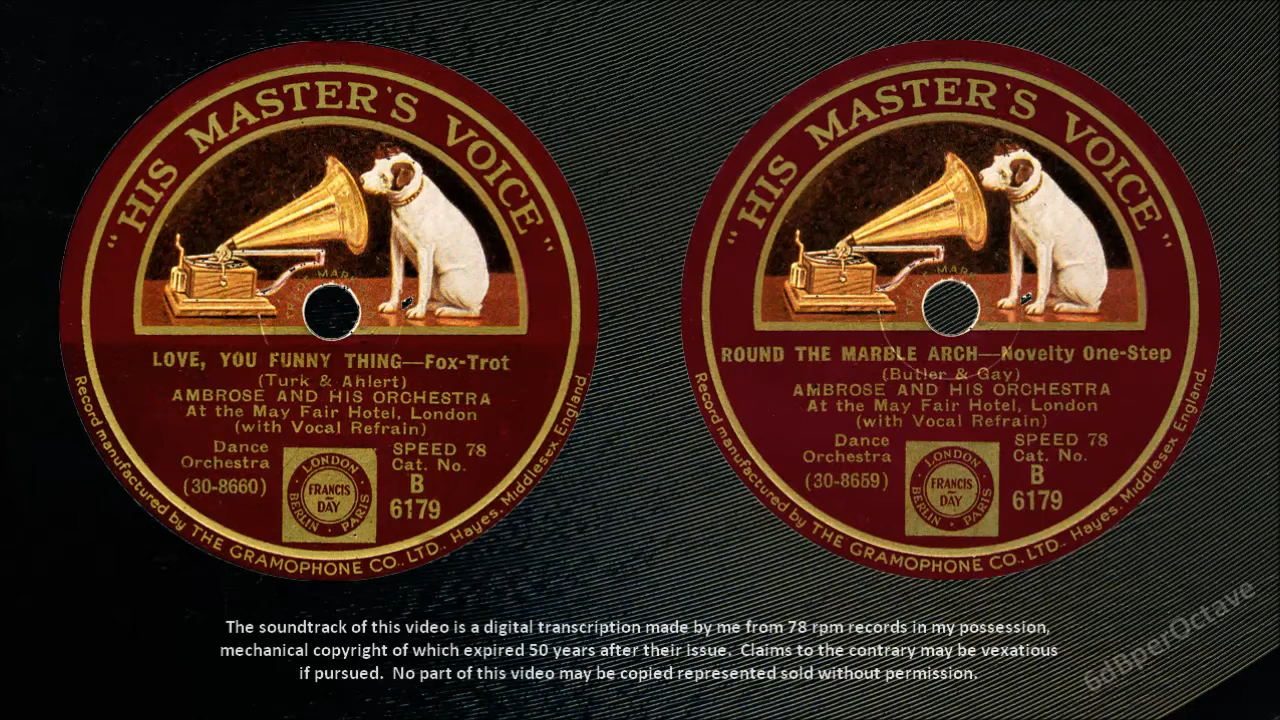 "HIS MASTER'S VOICE"
TRADE MARK
LOVE, YOU FUNNY THING—Fox-Trot
(Turk & Ahlert)
AMBROSE AND HIS ORCHESTRA
At the May Fair Hotel, London
(with Vocal Refrain)
Dance
Orchestra
(30-8660)
LONDON
FRANCIS
DAY
BERLIN · PARIS
SPEED 78
Cat. No.
B
6179
Record manufactured by THE GRAMOPHONE CO., LTD., Hayes, Middlesex, England.
"HIS MASTER'S VOICE"
TRADE MARK
ROUND THE MARBLE ARCH—Novelty One-Step
(Butler & Gay)
AMBROSE AND HIS ORCHESTRA
At the May Fair Hotel, London
(with Vocal Refrain)
Dance
Orchestra
(30-8659)
LONDON
FRANCIS
DAY
BERLIN · PARIS
SPEED 78
Cat. No.
B
6179
Record manufactured by THE GRAMOPHONE CO., LTD., Hayes, Middlesex, England.
The soundtrack of this video is a digital transcription made by me from 78 rpm records in my possession,
mechanical copyright of which expired 50 years after their issue.  Claims to the contrary may be vexatious
if pursued.  No part of this video may be copied represented sold without permission.
6dBperOctave